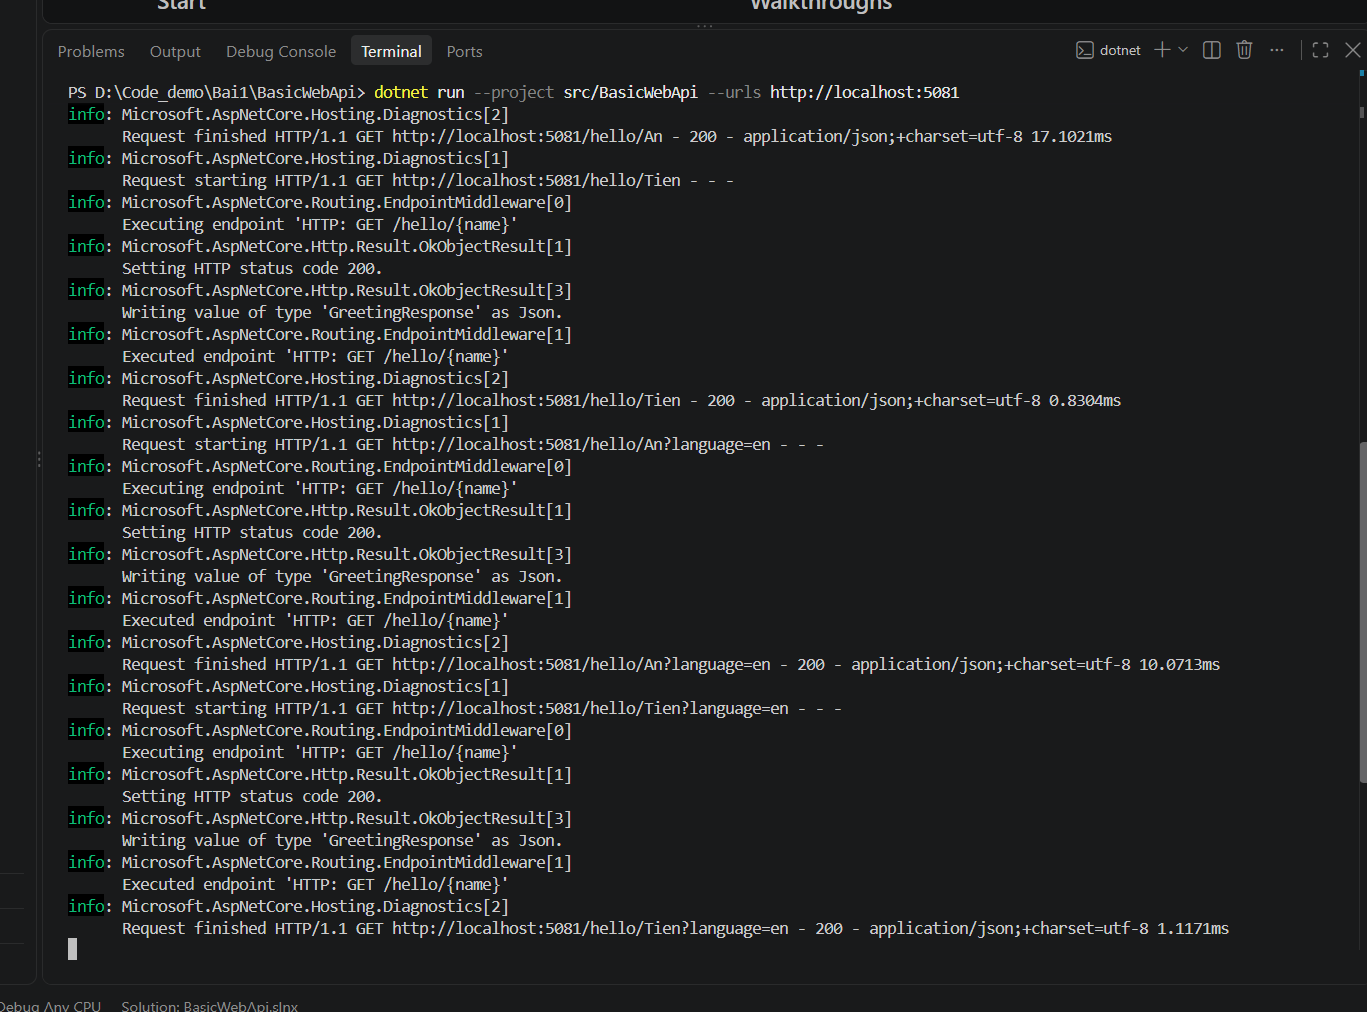 Start
Walkthroughs
Problems Output Debug Console Terminal Ports dotnet
PS D:\Code_demo\Bai1\BasicWebApi> dotnet run --project src/BasicWebApi --urls http://localhost:5081
info: Microsoft.AspNetCore.Hosting.Diagnostics[2]
Request finished HTTP/1.1 GET http://localhost:5081/hello/An - 200 - application/json;+charset=utf-8 17.1021ms
info: Microsoft.AspNetCore.Hosting.Diagnostics[1]
Request starting HTTP/1.1 GET http://localhost:5081/hello/Tien - - -
info: Microsoft.AspNetCore.Routing.EndpointMiddleware[0]
Executing endpoint 'HTTP: GET /hello/{name}'
info: Microsoft.AspNetCore.Http.Result.OkObjectResult[1]
Setting HTTP status code 200.
info: Microsoft.AspNetCore.Http.Result.OkObjectResult[3]
Writing value of type 'GreetingResponse' as Json.
info: Microsoft.AspNetCore.Routing.EndpointMiddleware[1]
Executed endpoint 'HTTP: GET /hello/{name}'
info: Microsoft.AspNetCore.Hosting.Diagnostics[2]
Request finished HTTP/1.1 GET http://localhost:5081/hello/Tien - 200 - application/json;+charset=utf-8 0.8304ms
info: Microsoft.AspNetCore.Hosting.Diagnostics[1]
Request starting HTTP/1.1 GET http://localhost:5081/hello/An?language=en - - -
info: Microsoft.AspNetCore.Routing.EndpointMiddleware[0]
Executing endpoint 'HTTP: GET /hello/{name}'
info: Microsoft.AspNetCore.Http.Result.OkObjectResult[1]
Setting HTTP status code 200.
info: Microsoft.AspNetCore.Http.Result.OkObjectResult[3]
Writing value of type 'GreetingResponse' as Json.
info: Microsoft.AspNetCore.Routing.EndpointMiddleware[1]
Executed endpoint 'HTTP: GET /hello/{name}'
info: Microsoft.AspNetCore.Hosting.Diagnostics[2]
Request finished HTTP/1.1 GET http://localhost:5081/hello/An?language=en - 200 - application/json;+charset=utf-8 10.0713ms
info: Microsoft.AspNetCore.Hosting.Diagnostics[1]
Request starting HTTP/1.1 GET http://localhost:5081/hello/Tien?language=en - - -
info: Microsoft.AspNetCore.Routing.EndpointMiddleware[0]
Executing endpoint 'HTTP: GET /hello/{name}'
info: Microsoft.AspNetCore.Http.Result.OkObjectResult[1]
Setting HTTP status code 200.
info: Microsoft.AspNetCore.Http.Result.OkObjectResult[3]
Writing value of type 'GreetingResponse' as Json.
info: Microsoft.AspNetCore.Routing.EndpointMiddleware[1]
Executed endpoint 'HTTP: GET /hello/{name}'
info: Microsoft.AspNetCore.Hosting.Diagnostics[2]
Request finished HTTP/1.1 GET http://localhost:5081/hello/Tien?language=en - 200 - application/json;+charset=utf-8 1.1171ms
Debug Any CPU Solution: BasicWebApi.slnx